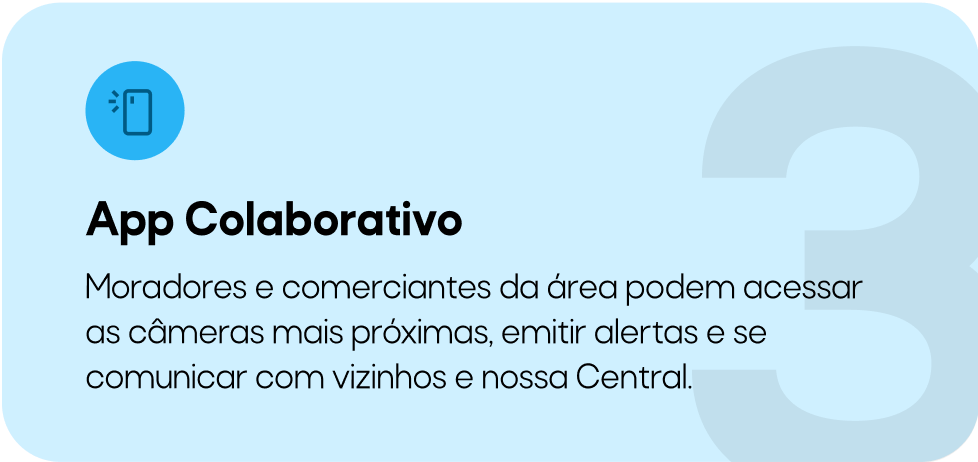 3
App Colaborativo
Moradores e comerciantes da área podem acessar
as câmeras mais próximas, emitir alertas e se
comunicar com vizinhos e nossa Central.